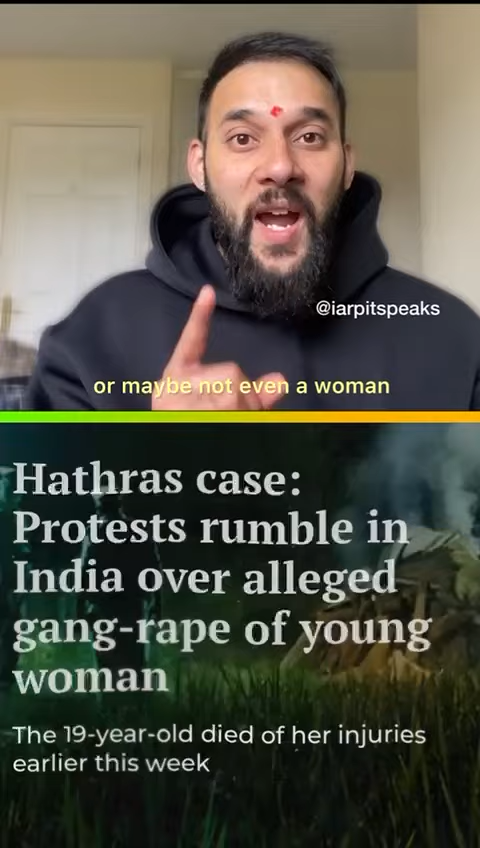 @iarpitspeaks
or maybe not even a woman
Hathras case:
Protests rumble in
India over alleged
gang-rape of young
woman
The 19-year-old died of her injuries
earlier this week